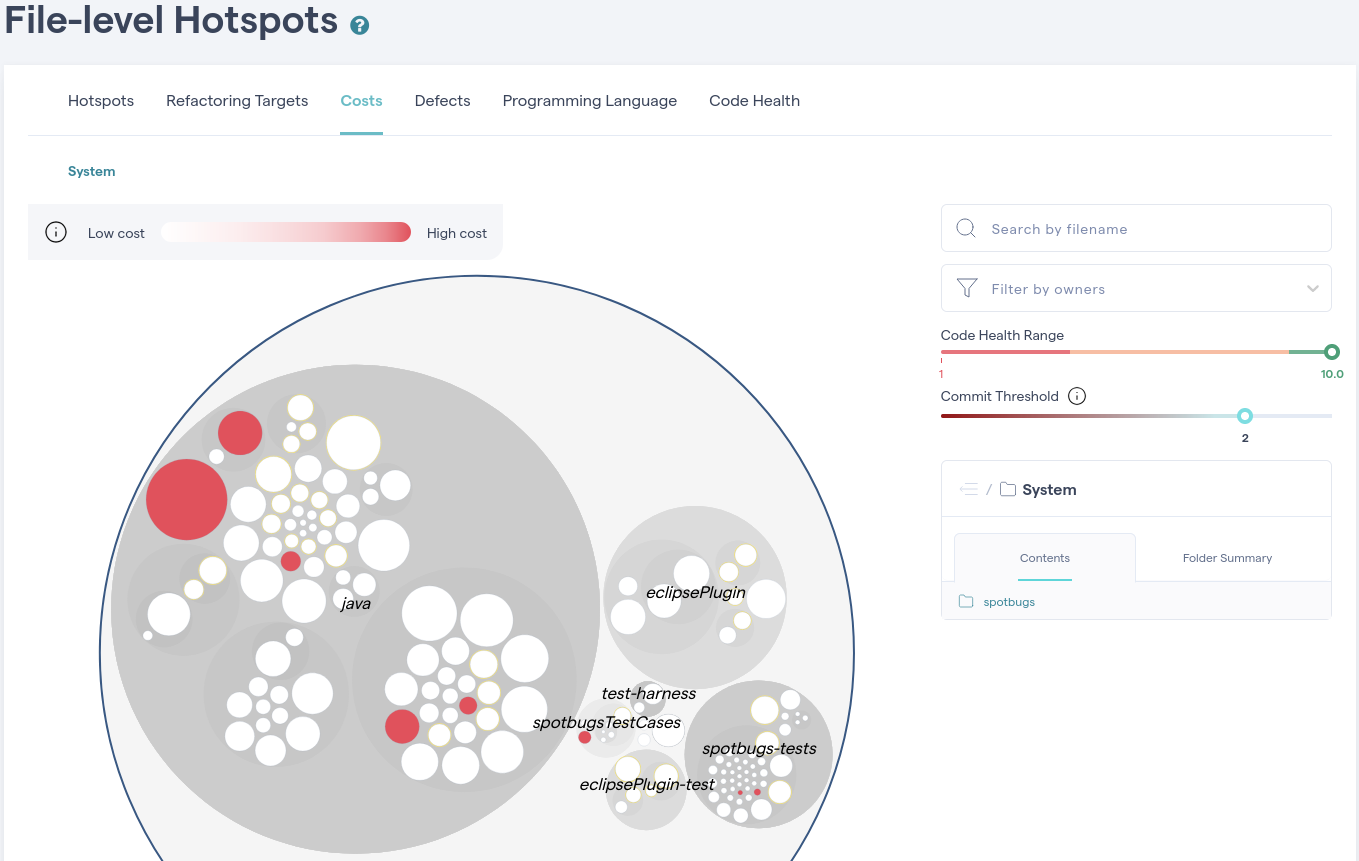 File-level Hotspots ?
Hotspots Refactoring Targets Costs Defects Programming Language Code Health
System
Low cost High cost
Search by filename
Filter by owners
Code Health Range
1 10.0
Commit Threshold
2
/ System
Contents Folder Summary
spotbugs
java
eclipsePlugin
test-harness
spotbugsTestCases
spotbugs-tests
eclipsePlugin-test